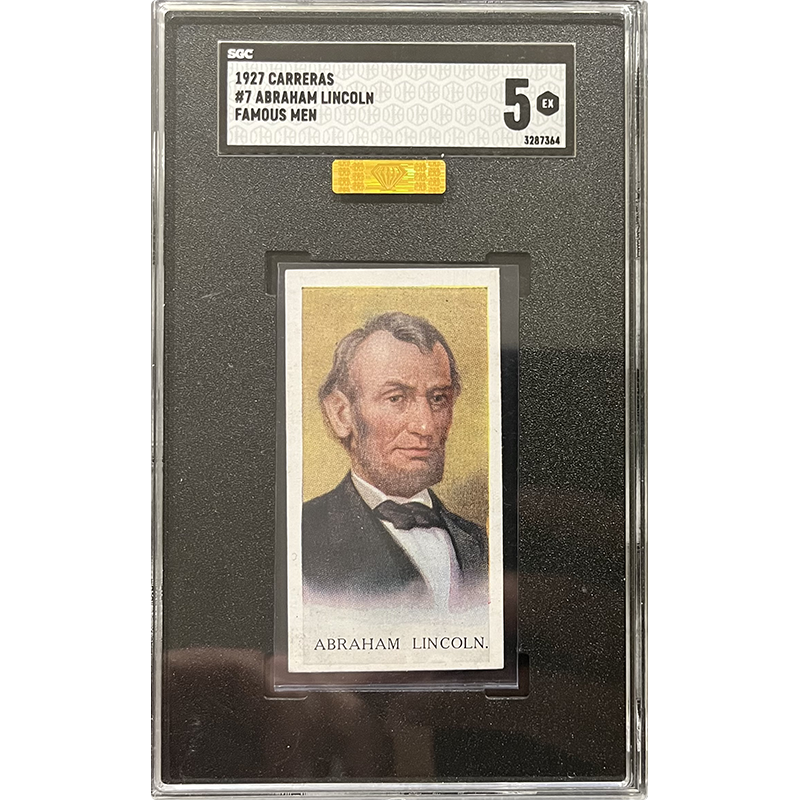 SGC
1927 CARRERAS
#7 ABRAHAM LINCOLN
FAMOUS MEN
5 EX
3287364
ABRAHAM LINCOLN.